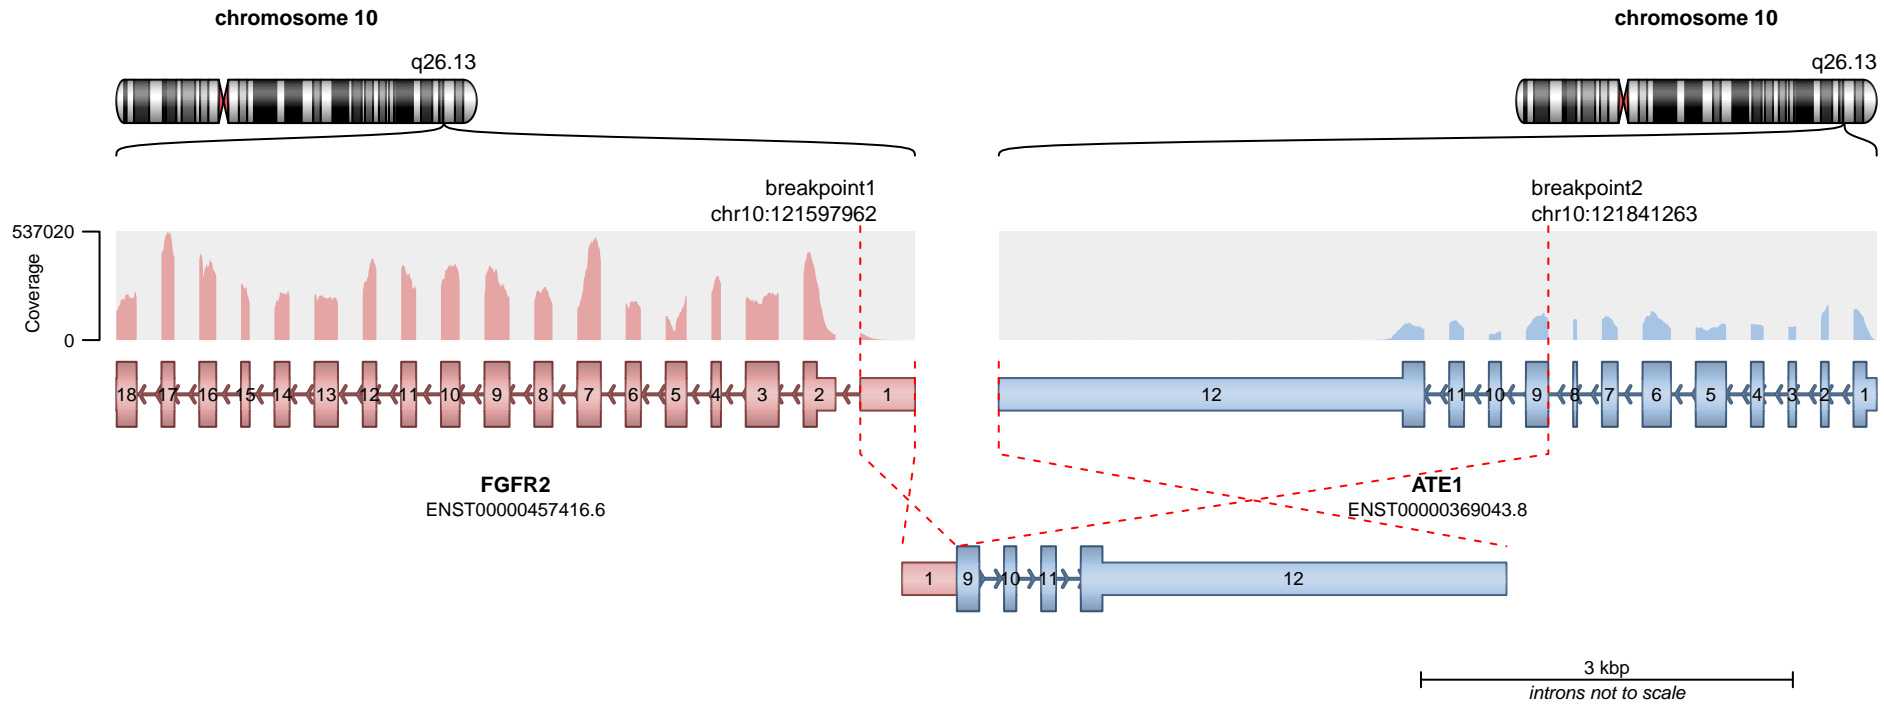 chromosome 10
chromosome 10
q26.13
q26.13
breakpoint1
chr10:121597962
breakpoint2
chr10:121841263
537020
Coverage
0
18 17 16 15 14 13 12 11 10 9 8 7 6 5 4 3 2 1
12 11 10 9 8 7 6 5 4 3 2 1
FGFR2
ENST00000457416.6
ATE1
ENST00000369043.8
1 9 10 11 12
3 kbp
introns not to scale